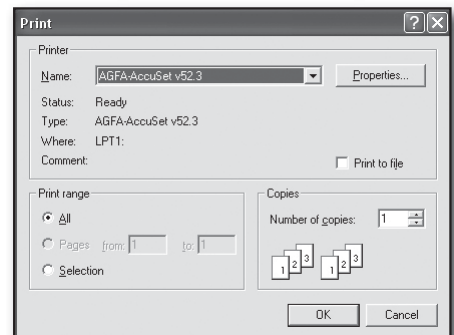 Print
Printer
Name: AGFA-AccuSet v52.3 Properties...
Status: Ready
Type: AGFA-AccuSet v52.3
Where: LPT1:
Comment: Print to file
Print range
All
Pages from: 1 to: 1
Selection
Copies
Number of copies: 1
1 2 3 1 2 3
OK Cancel